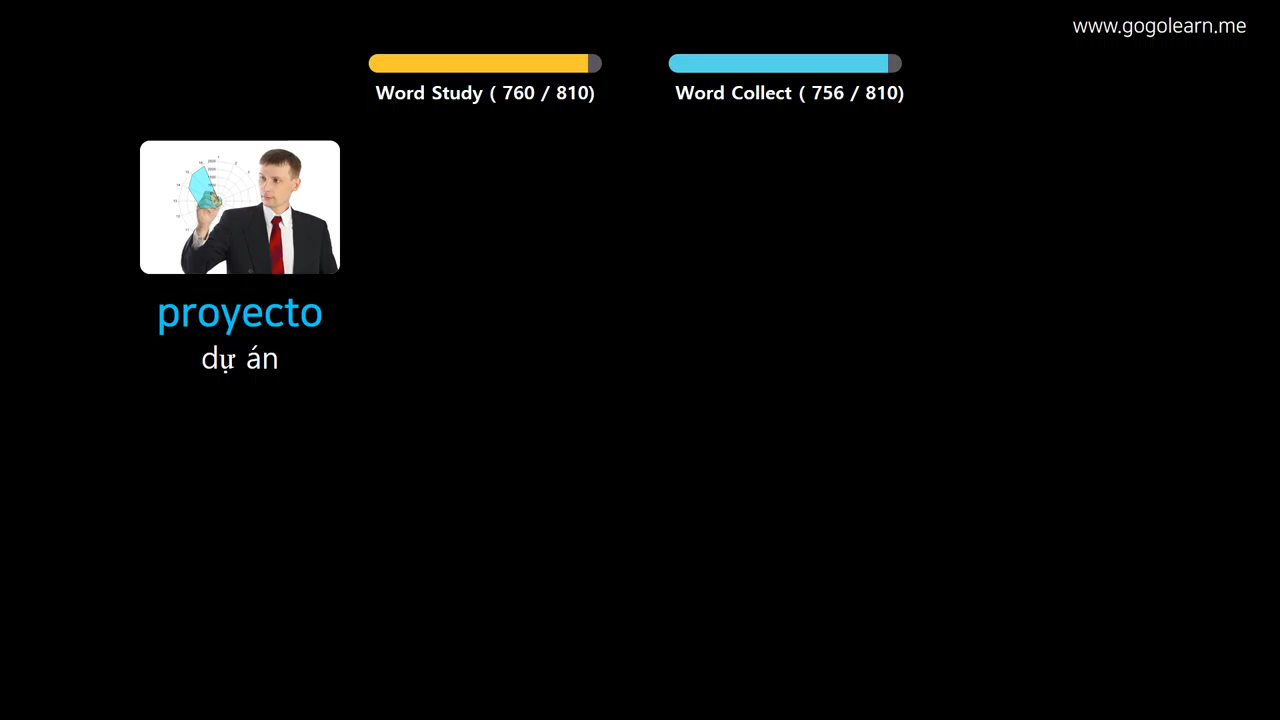 www.gogolearn.me
Word Study ( 760 / 810)
Word Collect ( 756 / 810)
proyecto
dự án